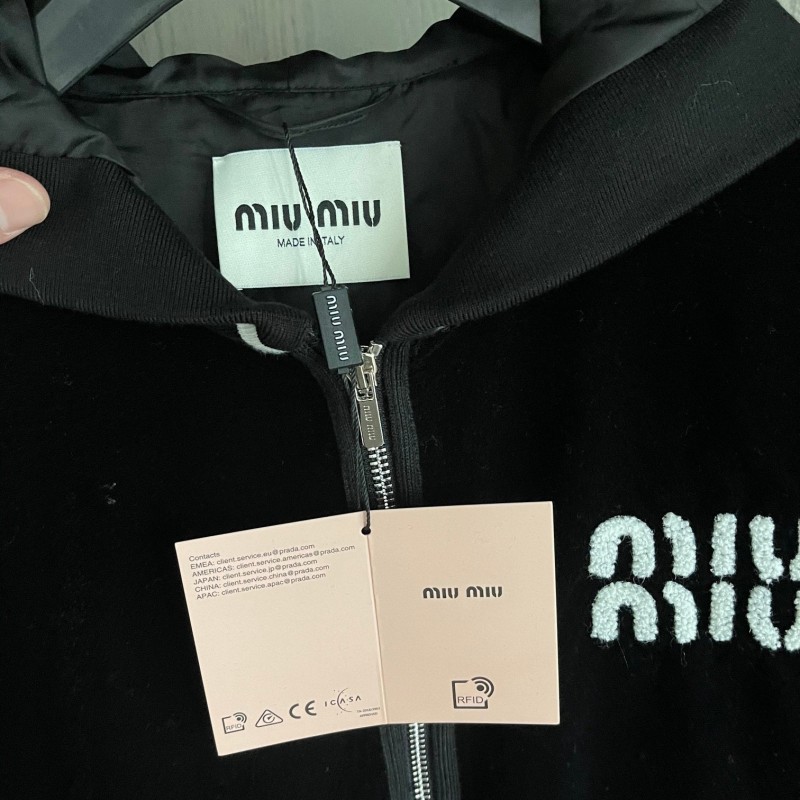 miu miu
MADE IN ITALY
miu miu
miu miu
Contacts
EMEA: client.service.eu@prada.com
AMERICAS: client.service.americas@prada.com
JAPAN: client.service.jp@prada.com
CHINA: client.service.china@prada.com
APAC: client.service.apac@prada.com
miu miu
RFID
CE
ICASA
RFID
miu
miu